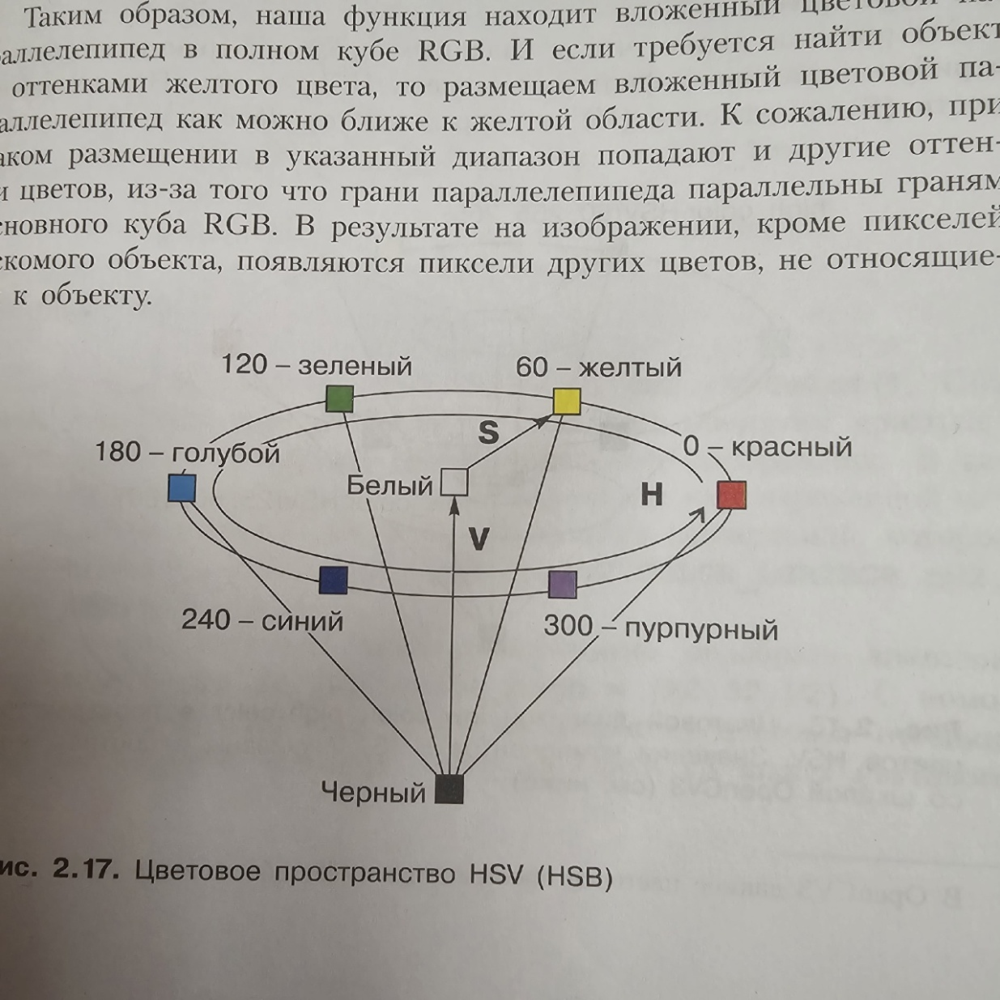 Таким образом, наша функция находит вложенный цветовой па-
аллелепипед в полном кубе RGB. И если требуется найти объект
оттенками желтого цвета, то размещаем вложенный цветовой па-
аллелепипед как можно ближе к желтой области. К сожалению, при
аком размещении в указанный диапазон попадают и другие оттен-
и цветов, из-за того что грани параллелепипеда параллельны граням
сновного куба RGB. В результате на изображении, кроме пикселей
скомого объекта, появляются пиксели других цветов, не относящие-
к объекту.
120 – зеленый
60 – желтый
S
180 – голубой
0 – красный
Белый
H
V
240 – синий
300 – пурпурный
Черный
ис. 2.17. Цветовое пространство HSV (HSB)